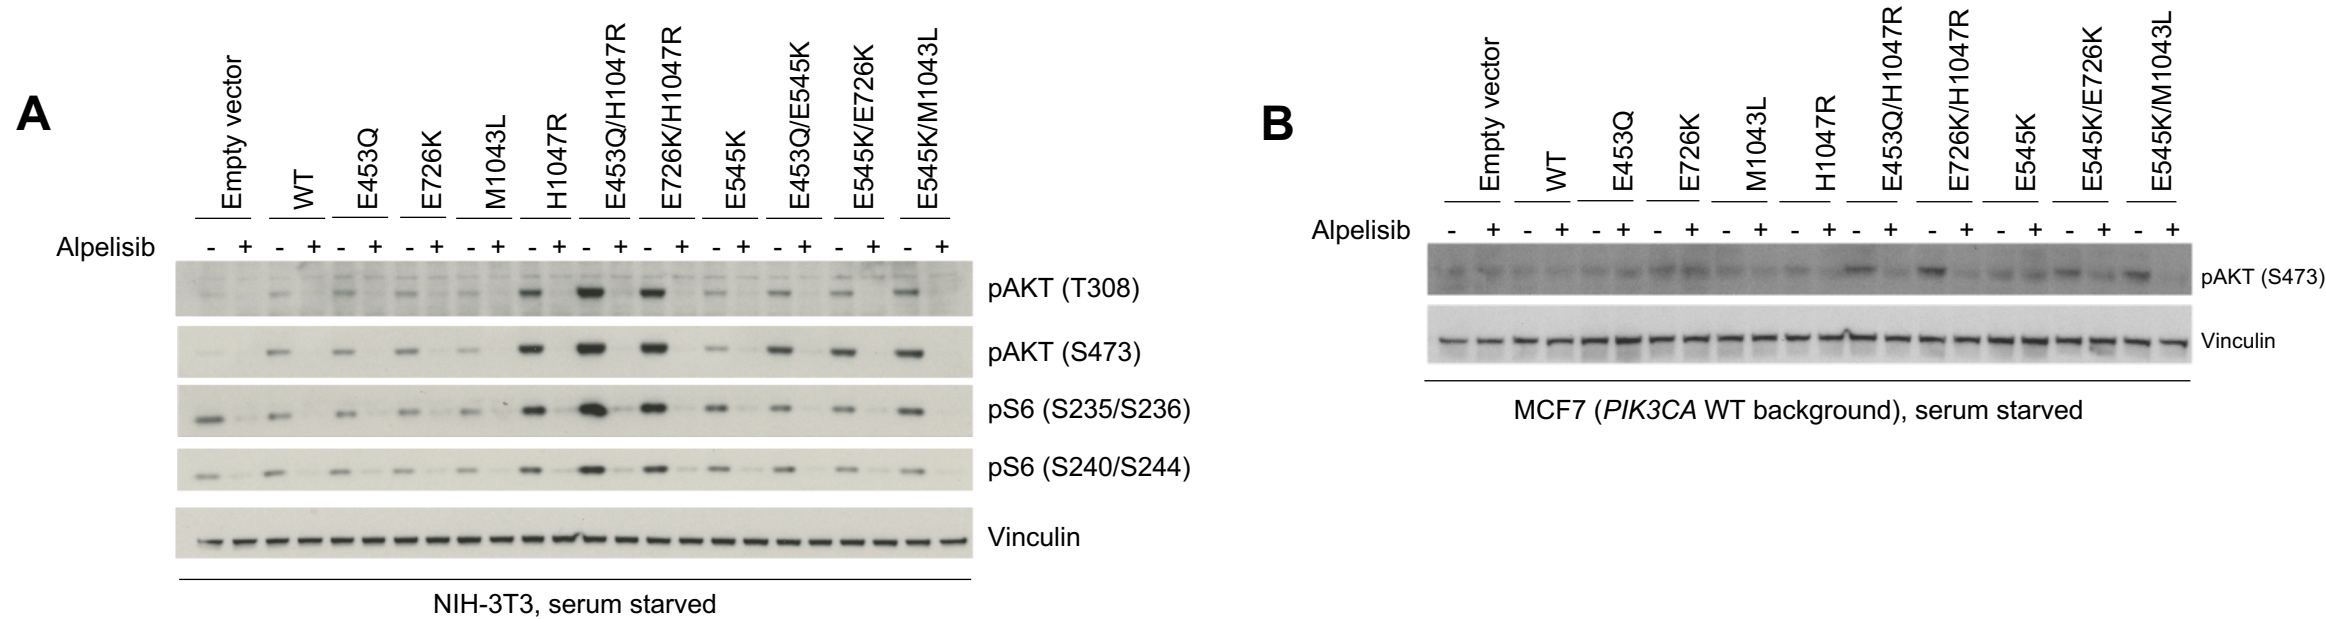 A
Empty vector
WT
E453Q
E726K
M1043L
H1047R
E453Q/H1047R
E726K/H1047R
E545K
E453Q/E545K
E545K/E726K
E545K/M1043L
Alpelisib - + - + - + - + - + - + - + - + - + - + - + - +
pAKT (T308)
pAKT (S473)
pS6 (S235/S236)
pS6 (S240/S244)
Vinculin
NIH-3T3, serum starved
B
Empty vector
WT
E453Q
E726K
M1043L
H1047R
E453Q/H1047R
E726K/H1047R
E545K
E545K/E726K
E545K/M1043L
Alpelisib - + - + - + - + - + - + - + - + - + - + - +
pAKT (S473)
Vinculin
MCF7 (PIK3CA WT background), serum starved